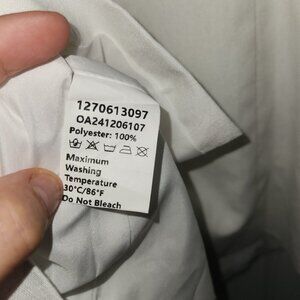 1270613097
OA241206107
Polyester: 100%
Maximum
Washing
Temperature
30°C/86°F
Do Not Bleach